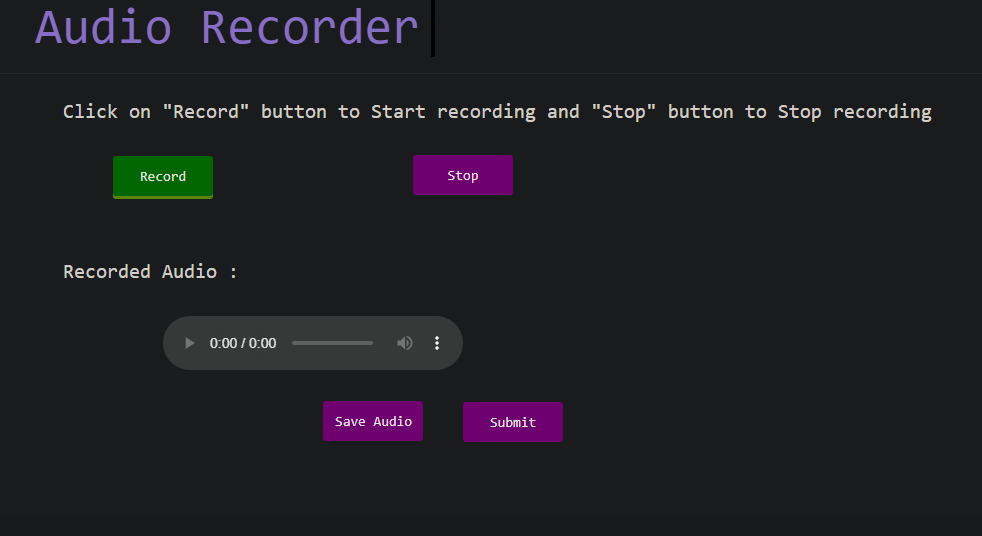 Audio Recorder
Click on "Record" button to Start recording and "Stop" button to Stop recording
Record
Stop
Recorded Audio :
0:00 / 0:00
Save Audio
Submit